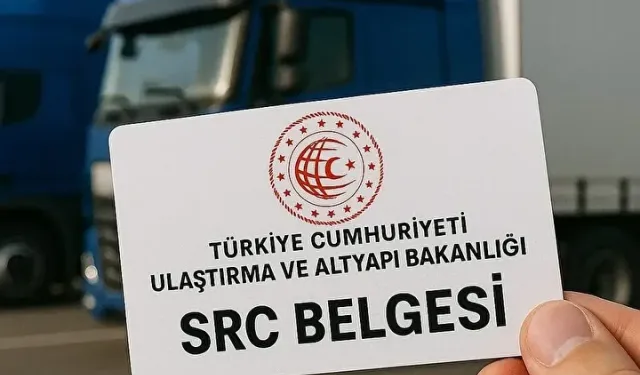 TÜRKİYE CUMHURİYETİ
ULAŞTIRMA VE ALTYAPI BAKANLIĞI
SRC BELGESİ